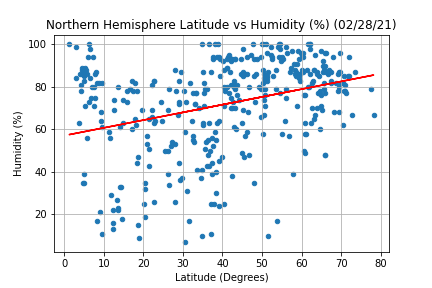 Northern Hemisphere Latitude vs Humidity (%) (02/28/21)
100
80
60
40
20
Humidity (%)
0 10 20 30 40 50 60 70 80
Latitude (Degrees)